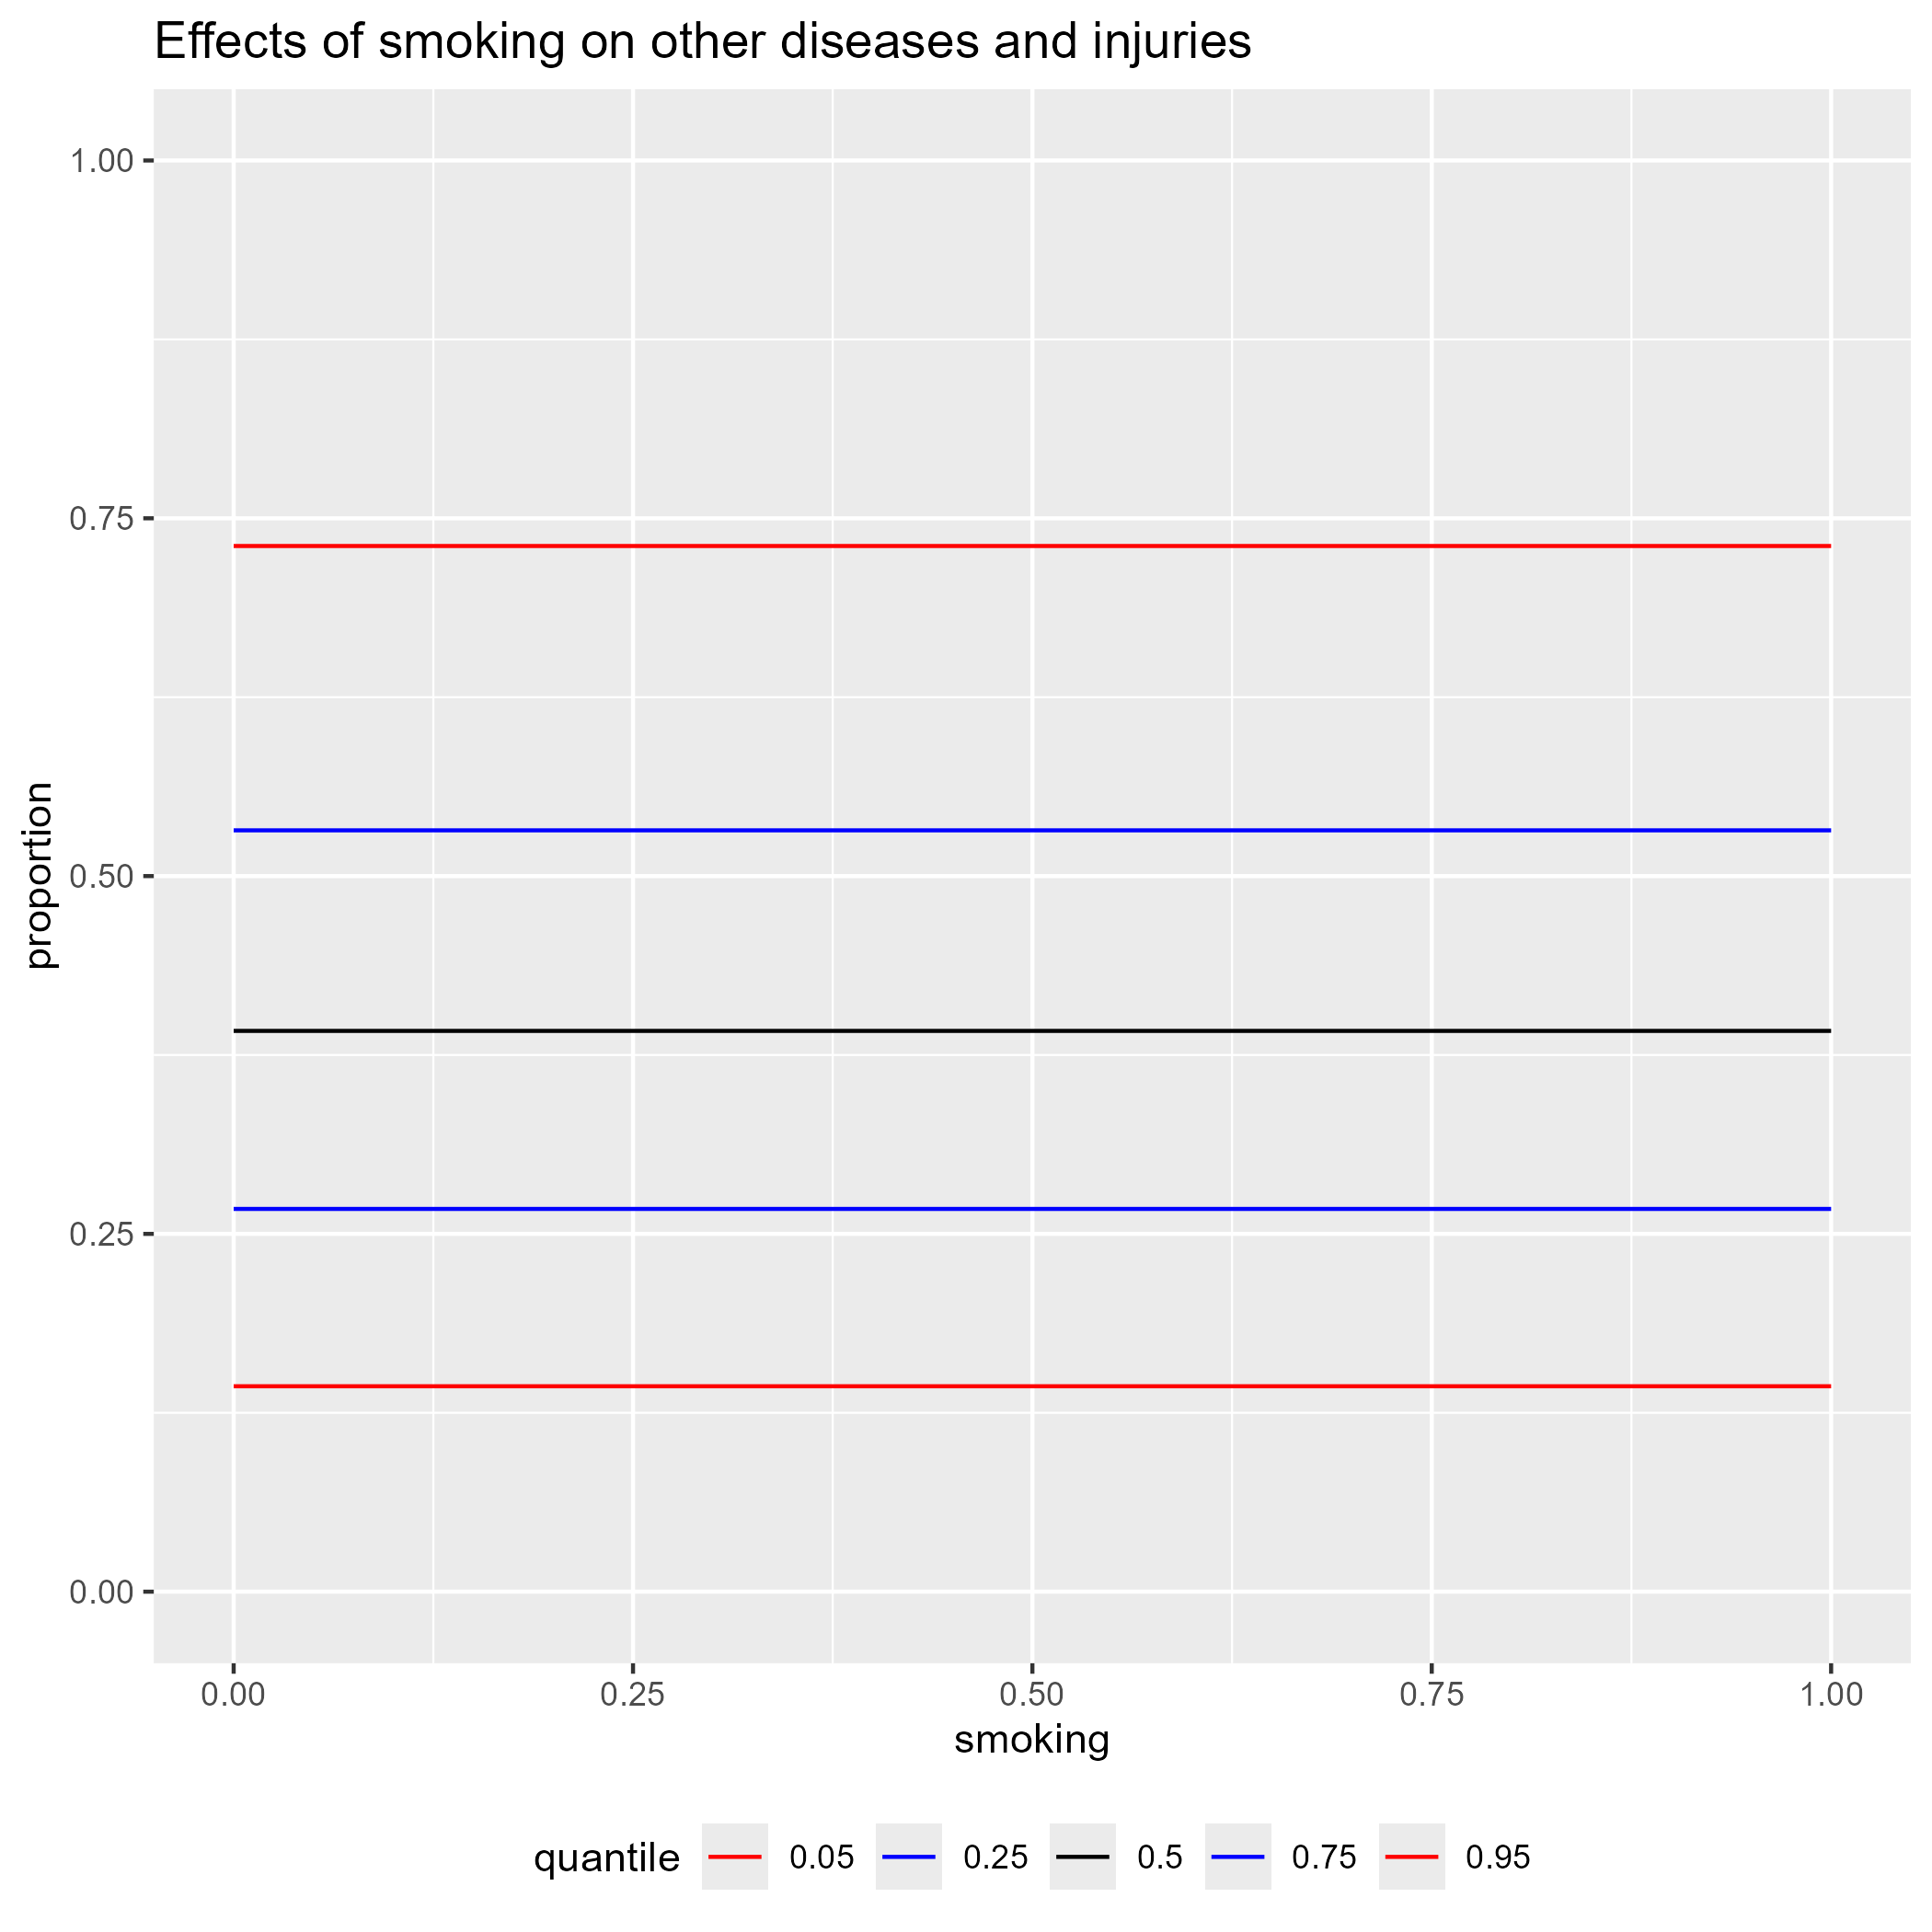 Effects of smoking on other diseases and injuries
1.00
0.75
0.50
0.25
0.00
proportion
0.00 0.25 0.50 0.75 1.00
smoking
quantile 0.05 0.25 0.5 0.75 0.95